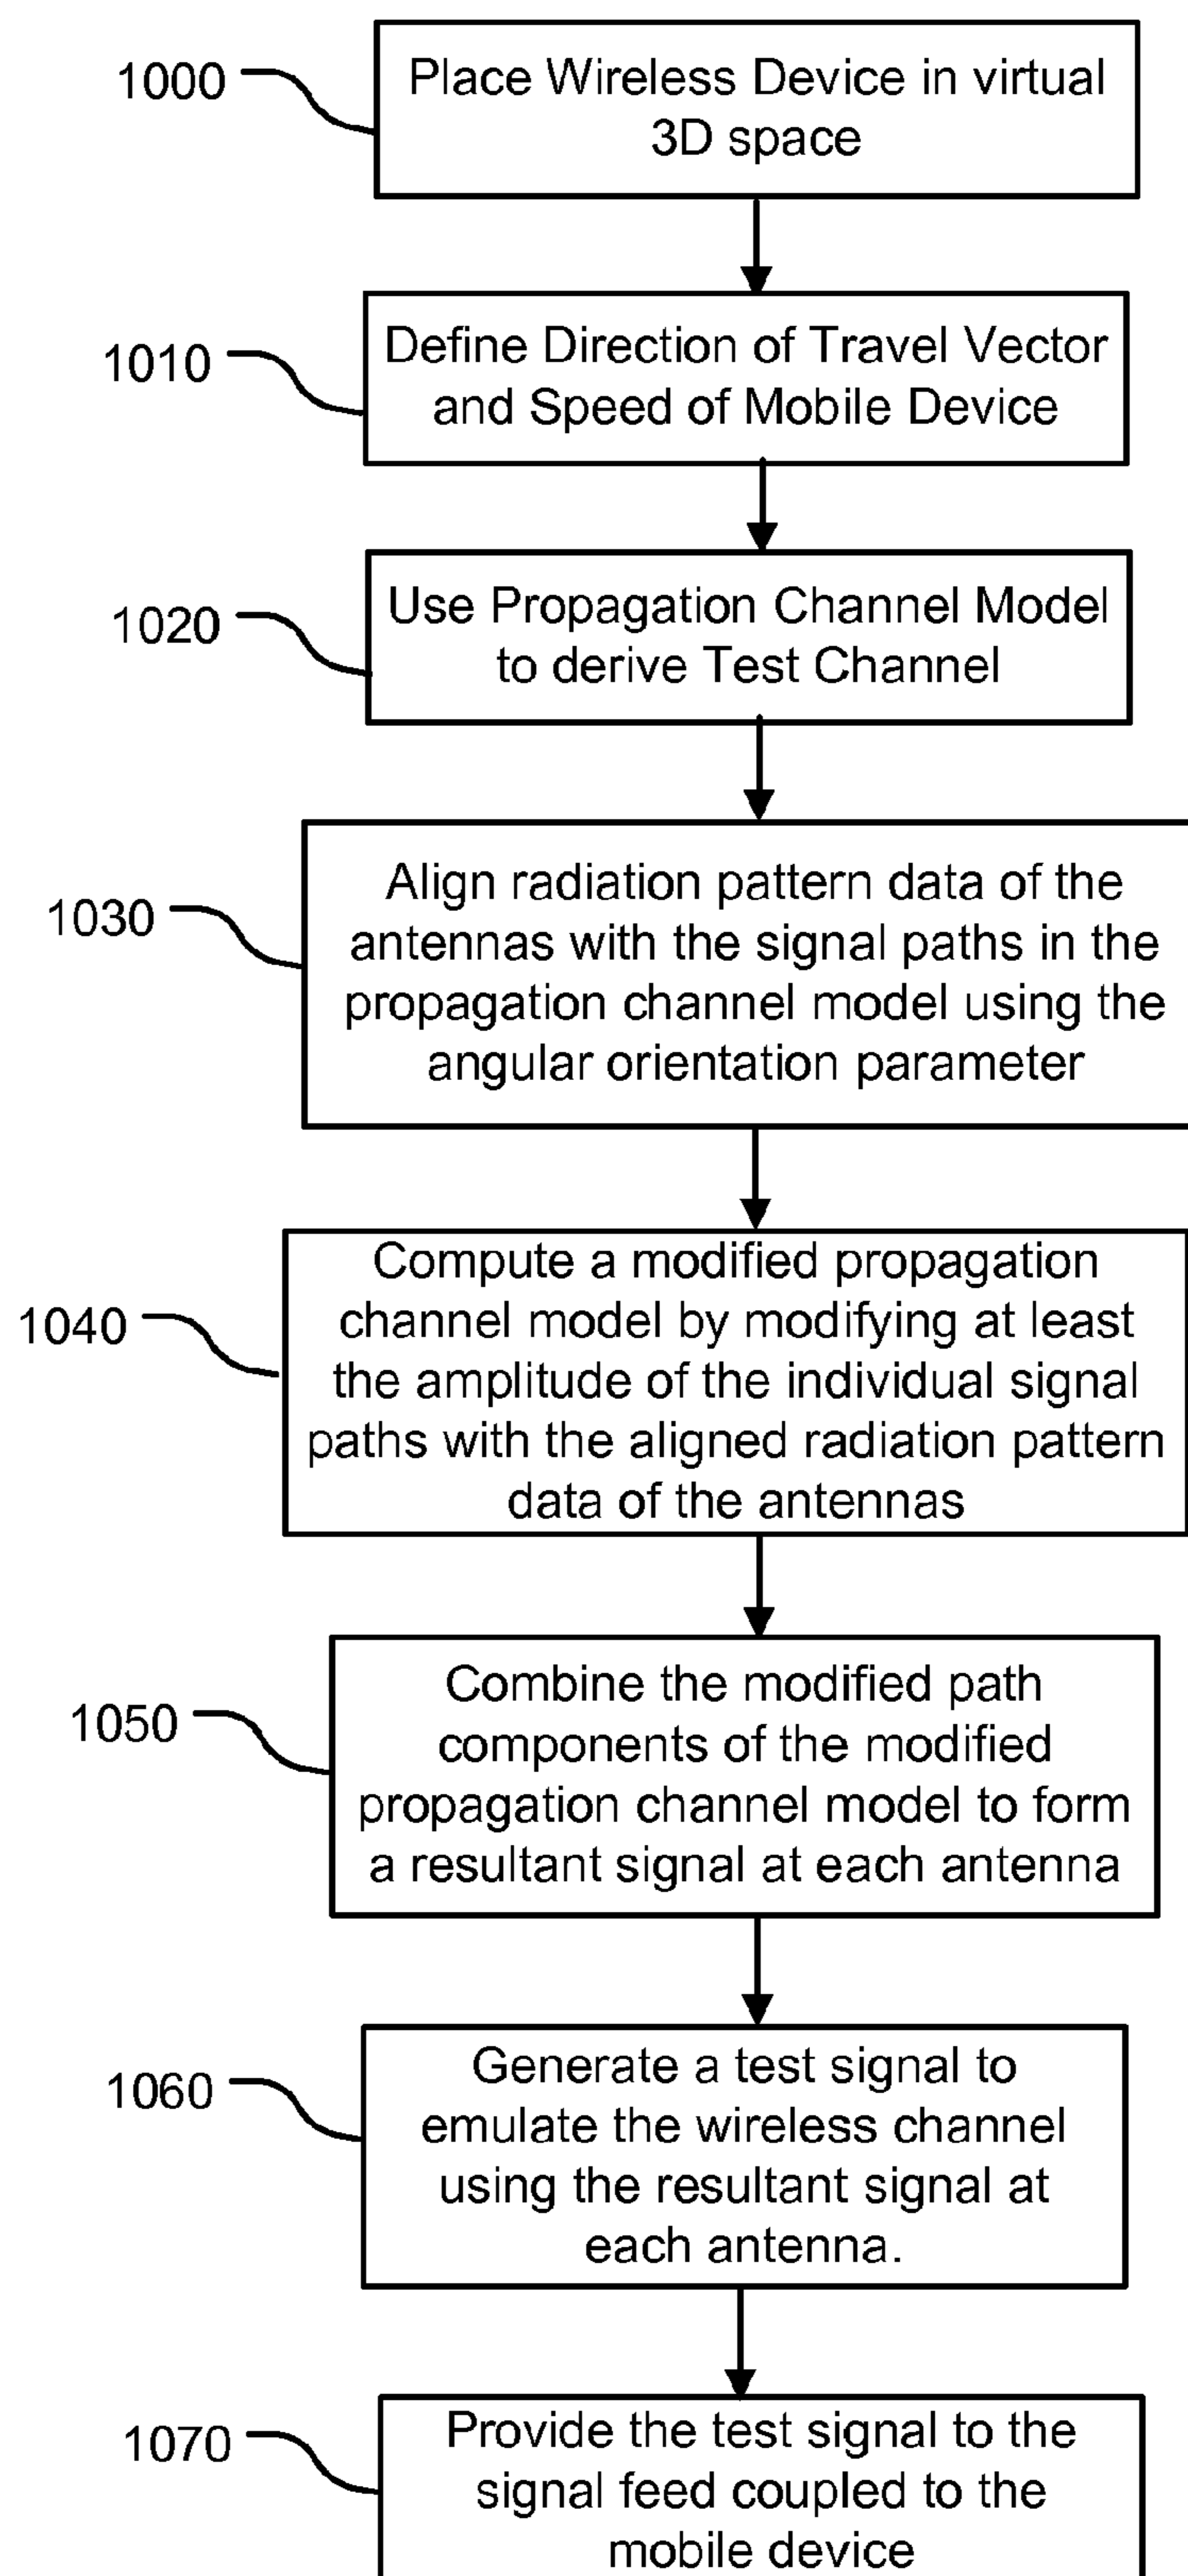 1000
Place Wireless Device in virtual
3D space
1010
Define Direction of Travel Vector
and Speed of Mobile Device
1020
Use Propagation Channel Model
to derive Test Channel
1030
Align radiation pattern data of the
antennas with the signal paths in the
propagation channel model using the
angular orientation parameter
1040
Compute a modified propagation
channel model by modifying at least
the amplitude of the individual signal
paths with the aligned radiation pattern
data of the antennas
1050
Combine the modified path
components of the modified
propagation channel model to form
a resultant signal at each antenna
1060
Generate a test signal to
emulate the wireless channel
using the resultant signal at
each antenna.
1070
Provide the test signal to the
signal feed coupled to the
mobile device